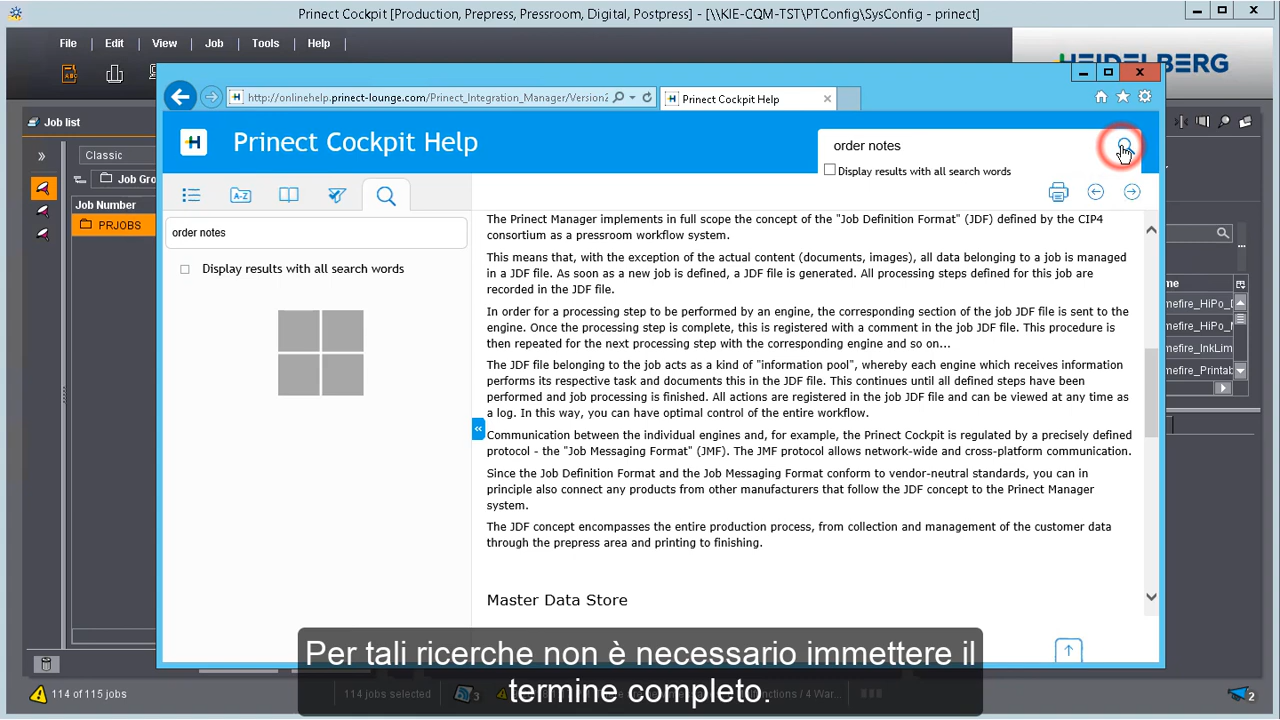 Prinect Cockpit [Production, Prepress, Pressroom, Digital, Postpress] - [\\KIE-CQM-TST\PTConfig\SysConfig - prinect]
File Edit View Job Tools Help
HEIDELBERG
http://onlinehelp.prinect-lounge.com/Prinect_Integration_Manager/Version2
Prinect Cockpit Help
Job list
Classic
Job Gro
Job Number
PRJOBS
Prinect Cockpit Help
order notes
Display results with all search words
A-Z
order notes
Display results with all search words
The Prinect Manager implements in full scope the concept of the "Job Definition Format" (JDF) defined by the CIP4
consortium as a pressroom workflow system.
This means that, with the exception of the actual content (documents, images), all data belonging to a job is managed
in a JDF file. As soon as a new job is defined, a JDF file is generated. All processing steps defined for this job are
recorded in the JDF file.
In order for a processing step to be performed by an engine, the corresponding section of the job JDF file is sent to the
engine. Once the processing step is complete, this is registered with a comment in the job JDF file. This procedure is
then repeated for the next processing step with the corresponding engine and so on...
The JDF file belonging to the job acts as a kind of "information pool", whereby each engine which receives information
performs its respective task and documents this in the JDF file. This continues until all defined steps have been
performed and job processing is finished. All actions are registered in the job JDF file and can be viewed at any time as
a log. In this way, you can have optimal control of the entire workflow.
Communication between the individual engines and, for example, the Prinect Cockpit is regulated by a precisely defined
protocol - the "Job Messaging Format" (JMF). The JMF protocol allows network-wide and cross-platform communication.
Since the Job Definition Format and the Job Messaging Format conform to vendor-neutral standards, you can in
principle also connect any products from other manufacturers that follow the JDF concept to the Prinect Manager
system.
The JDF concept encompasses the entire production process, from collection and management of the customer data
through the prepress area and printing to finishing.
Master Data Store
me
mefire_HiPo_D
mefire_HiPo_N
mefire_InkLim
mefire_Printab
Per tali ricerche non è necessario immettere il
termine completo.
114 of 115 jobs
114 jobs selected
3
functions / 4 War...
2